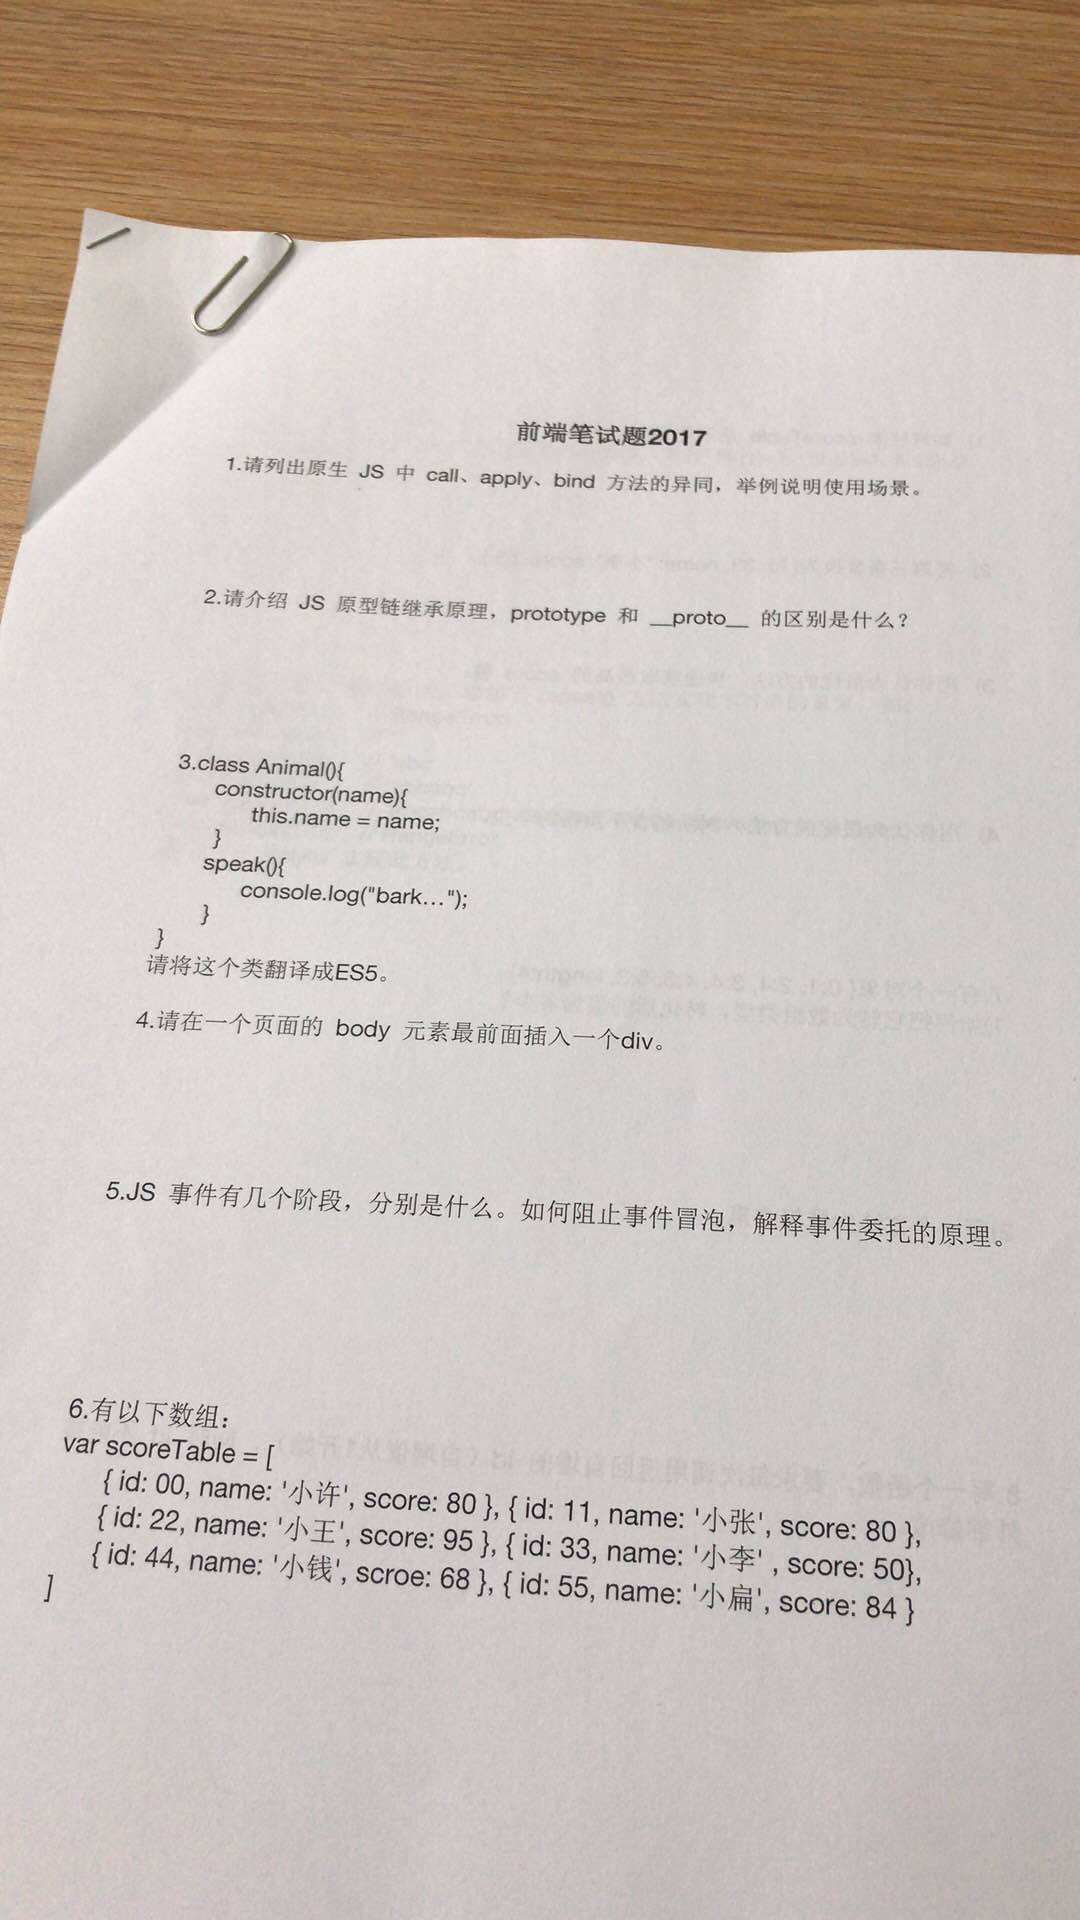 前端笔试题2017
1.请列出原生 JS 中 call、apply、bind 方法的异同，举例说明使用场景。
2.请介绍 JS 原型链继承原理，prototype 和 __proto__ 的区别是什么？
3.class Animal(){
constructor(name){
this.name = name;
}
speak(){
console.log("bark...");
}
}
请将这个类翻译成ES5。
4.请在一个页面的 body 元素最前面插入一个div。
5.JS 事件有几个阶段，分别是什么。如何阻止事件冒泡，解释事件委托的原理。
6.有以下数组：
var scoreTable = [
{ id: 00, name: '小许', score: 80 }, { id: 11, name: '小张', score: 80 },
{ id: 22, name: '小王', score: 95 }, { id: 33, name: '小李' , score: 50},
{ id: 44, name: '小钱', scroe: 68 }, { id: 55, name: '小扁', score: 84 }
]